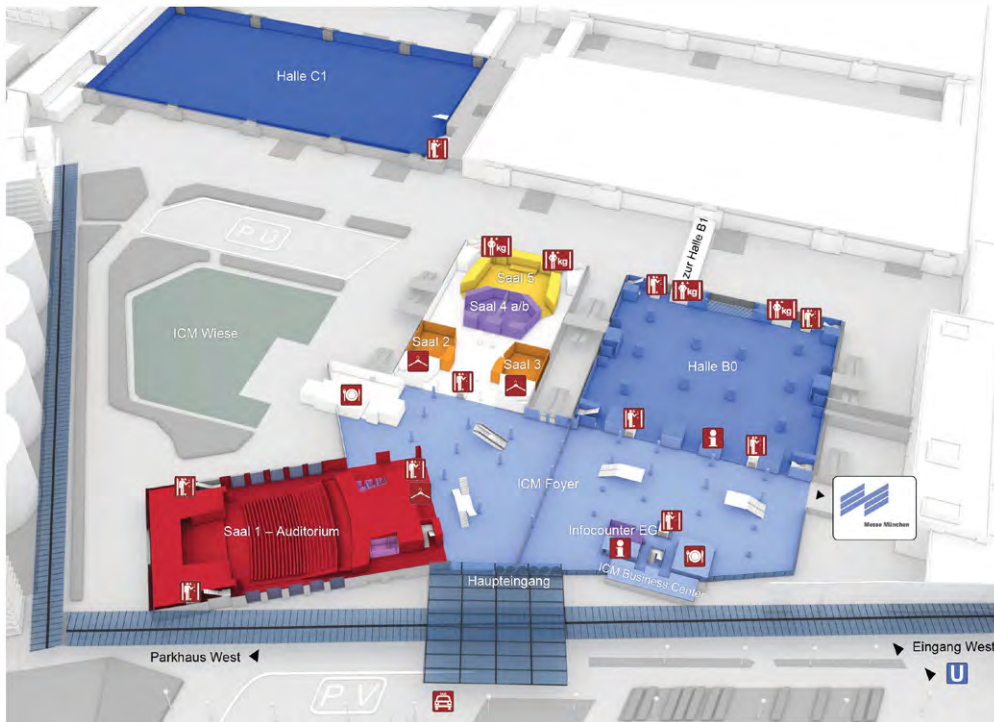 Halle C1
P D
zur Halle B1
kg
kg
Saal 5
Saal 4 a/b
kg
kg
ICM Wiese
Saal 2
Saal 3
Halle B0
ICM Foyer
Messe München
Saal 1 – Auditorium
Infocounter EG
Haupteingang
ICM Business Center
Parkhaus West
Eingang West
U
P V